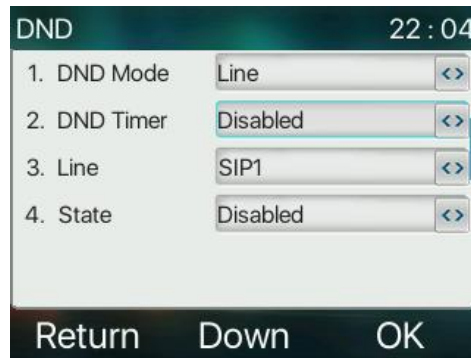 DND 22 : 04
1. DND Mode Line
2. DND Timer Disabled
3. Line SIP1
4. State Disabled
Return Down OK